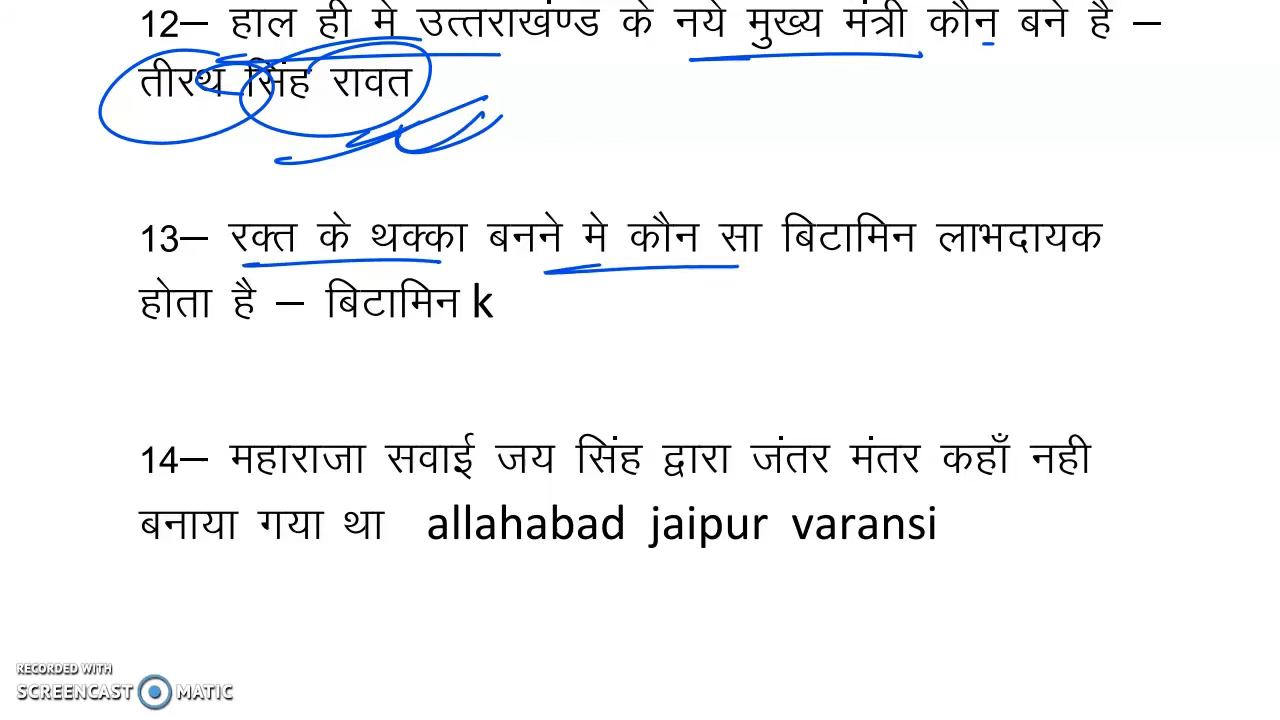 12– हाल ही मे उत्तराखंण्ड के नये मुख्य मंत्री कौन बने है –
तीरथ सिंह रावत
13– रक्त के थक्का बनने मे कौन सा बिटामिन लाभदायक
होता है – बिटामिन k
14– महाराजा सवाई जय सिंह द्वारा जंतर मंतर कहाँ नही
बनाया गया था allahabad jaipur varansi
RECORDED WITH
SCREENCAST MATIC